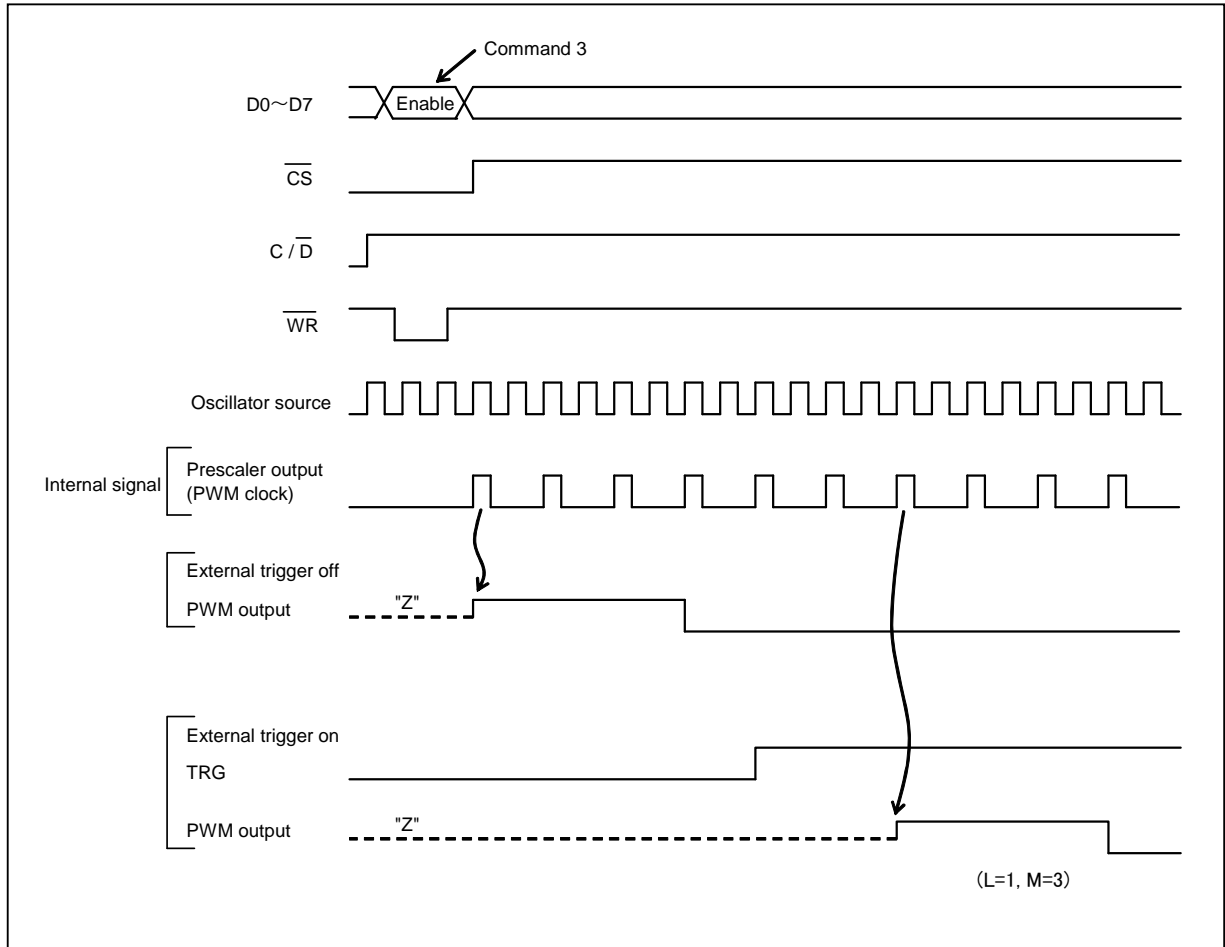 Command 3
D0～D7
Enable
CS
C / D
WR
Oscillator source
Internal signal
Prescaler output
(PWM clock)
External trigger off
PWM output
"Z"
External trigger on
TRG
PWM output
"Z"
(L=1, M=3)